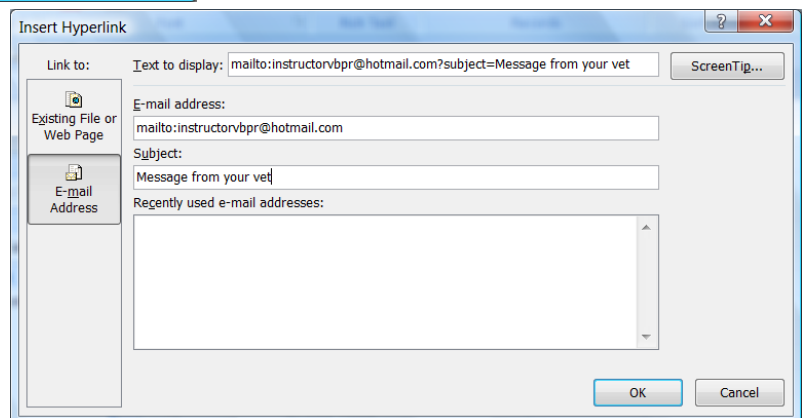 Insert Hyperlink
Link to:
Text to display: mailto:instructorvbpr@hotmail.com?subject=Message from your vet
ScreenTip...
Existing File or
Web Page
E-mail
Address
E-mail address:
mailto:instructorvbpr@hotmail.com
Subject:
Message from your vet
Recently used e-mail addresses:
OK
Cancel